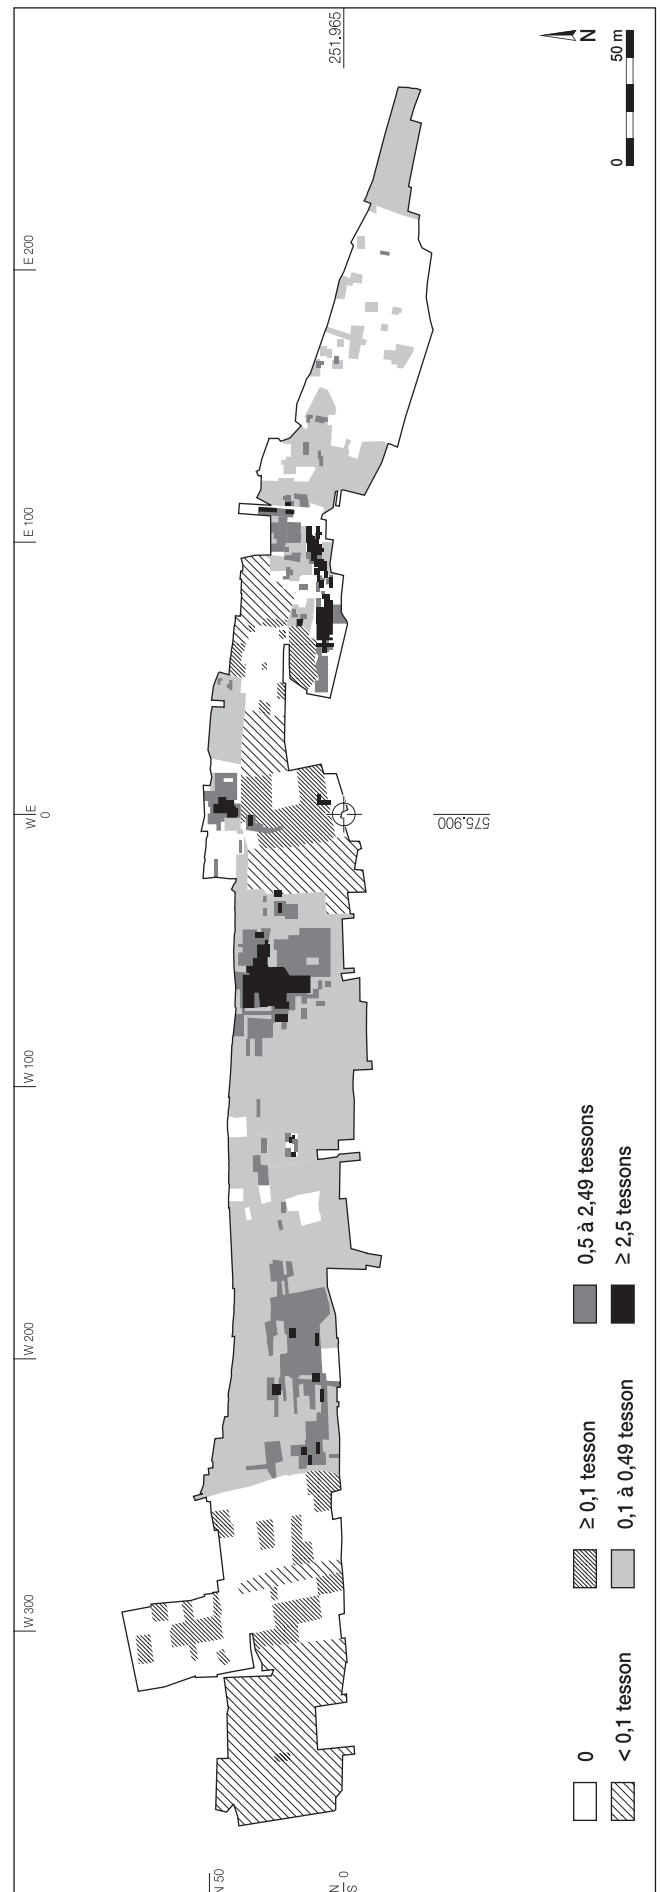 W 300
W 200
W 100
W E
0
E 100
E 200
N 50
N 0
S
575.900
251.965
N
0 50 m
0
≥ 0,1 tesson
0,5 à 2,49 tessons
< 0,1 tesson
0,1 à 0,49 tesson
≥ 2,5 tessons